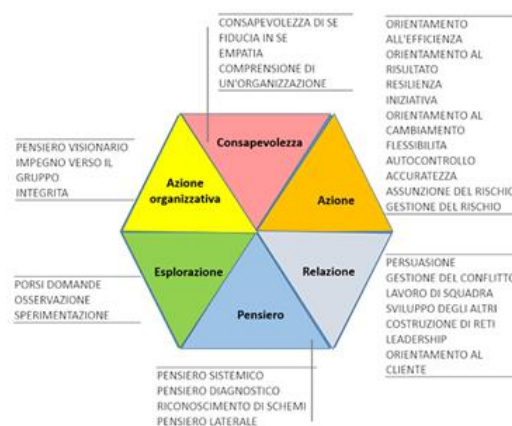 CONSAPEVOLEZZA DI SE
FIDUCIA IN SE
EMPATIA
COMPRENSIONE DI
UN'ORGANIZZAZIONE
ORIENTAMENTO
ALL'EFFICIENZA
ORIENTAMENTO AL
RISULTATO
RESILIENZA
INIZIATIVA
ORIENTAMENTO AL
CAMBIAMENTO
FLESSIBILITA
AUTOCONTROLLO
ACCURATEZZA
ASSUNZIONE DEL RISCHIO
GESTIONE DEL RISCHIO
PENSIERO VISIONARIO
IMPEGNO VERSO IL
GRUPPO
INTEGRITA
Consapevolezza
Azione
organizzativa
Azione
Esplorazione
Relazione
Pensiero
PORSI DOMANDE
OSSERVAZIONE
SPERIMENTAZIONE
PERSUASIONE
GESTIONE DEL CONFLITTO
LAVORO DI SQUADRA
SVILUPPO DEGLI ALTRI
COSTRUZIONE DI RETI
LEADERSHIP
ORIENTAMENTO AL
CLIENTE
PENSIERO SISTEMICO
PENSIERO DIAGNOSTICO
RICONOSCIMENTO DI SCHEMI
PENSIERO LATERALE